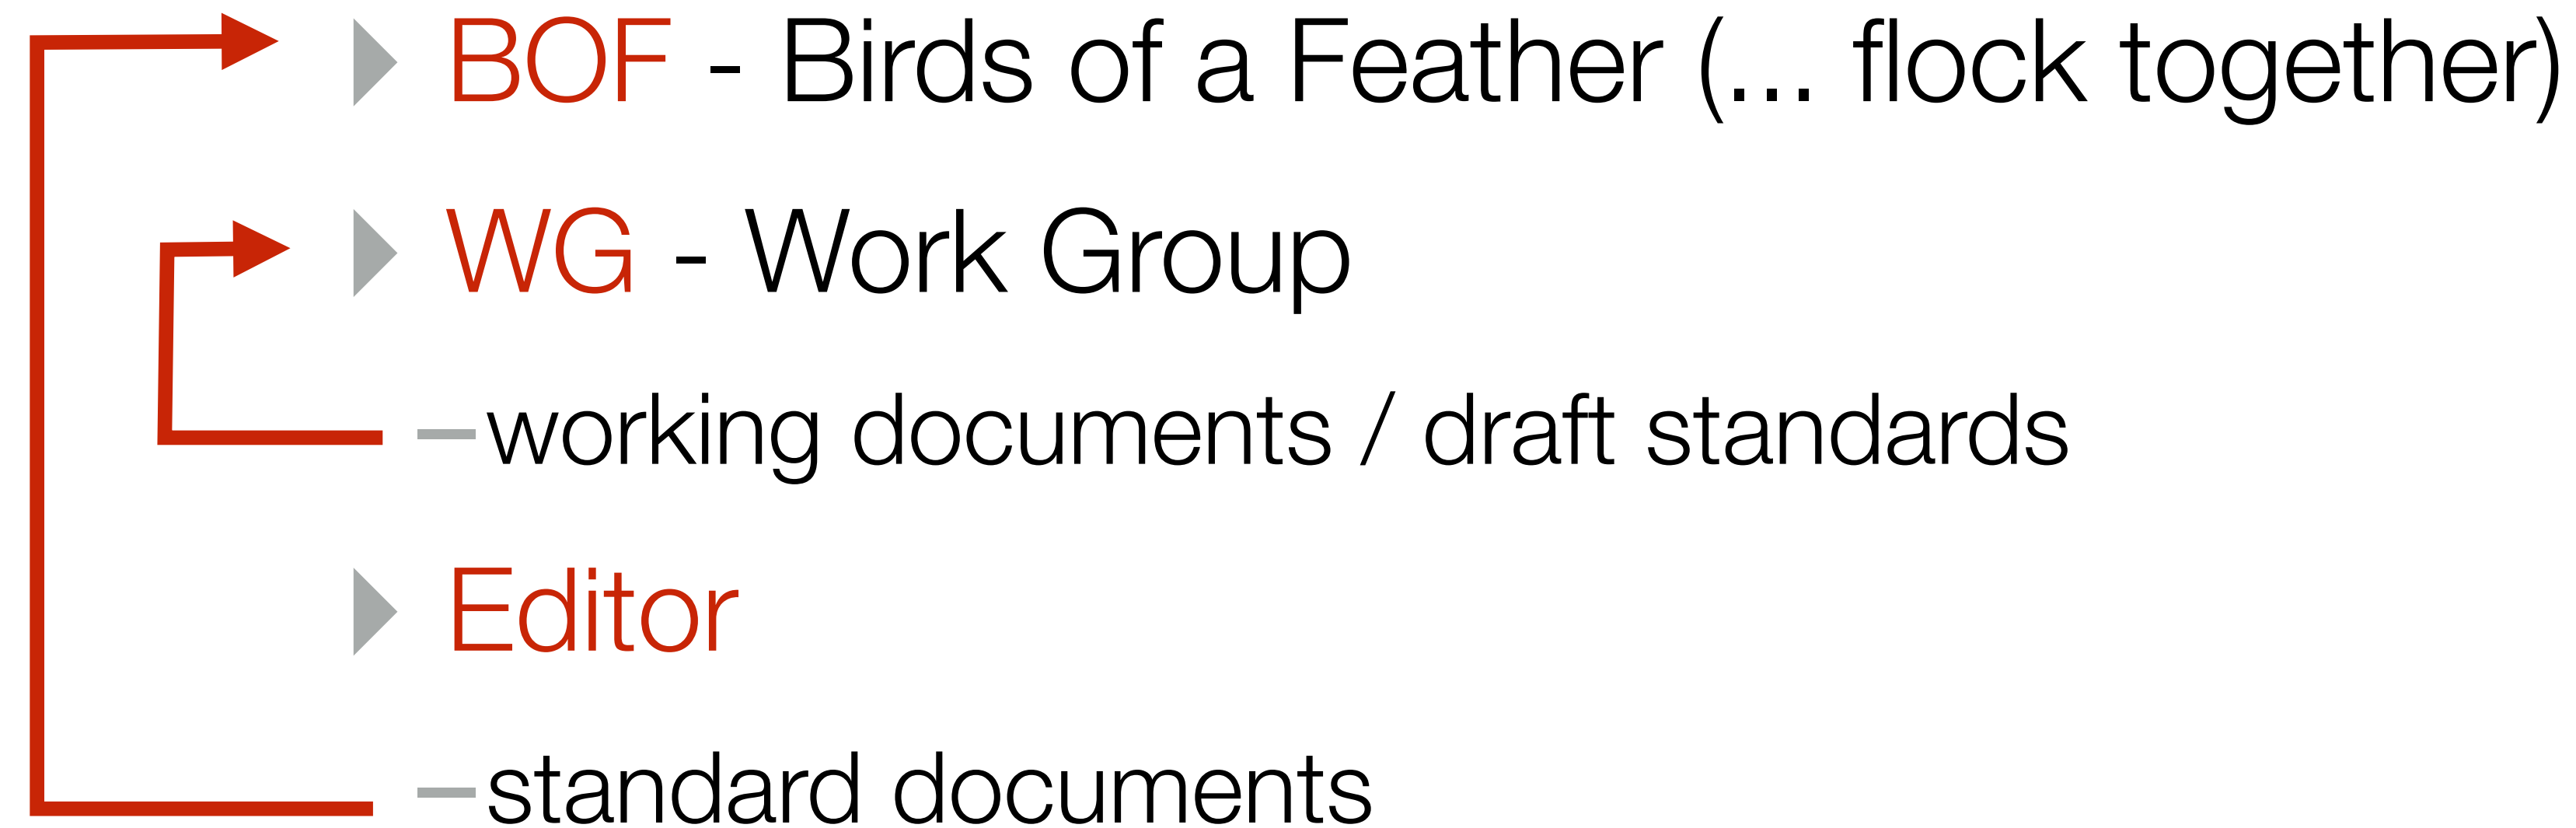 BOF - Birds of a Feather (... flock together)
WG - Work Group
–working documents / draft standards
Editor
–standard documents